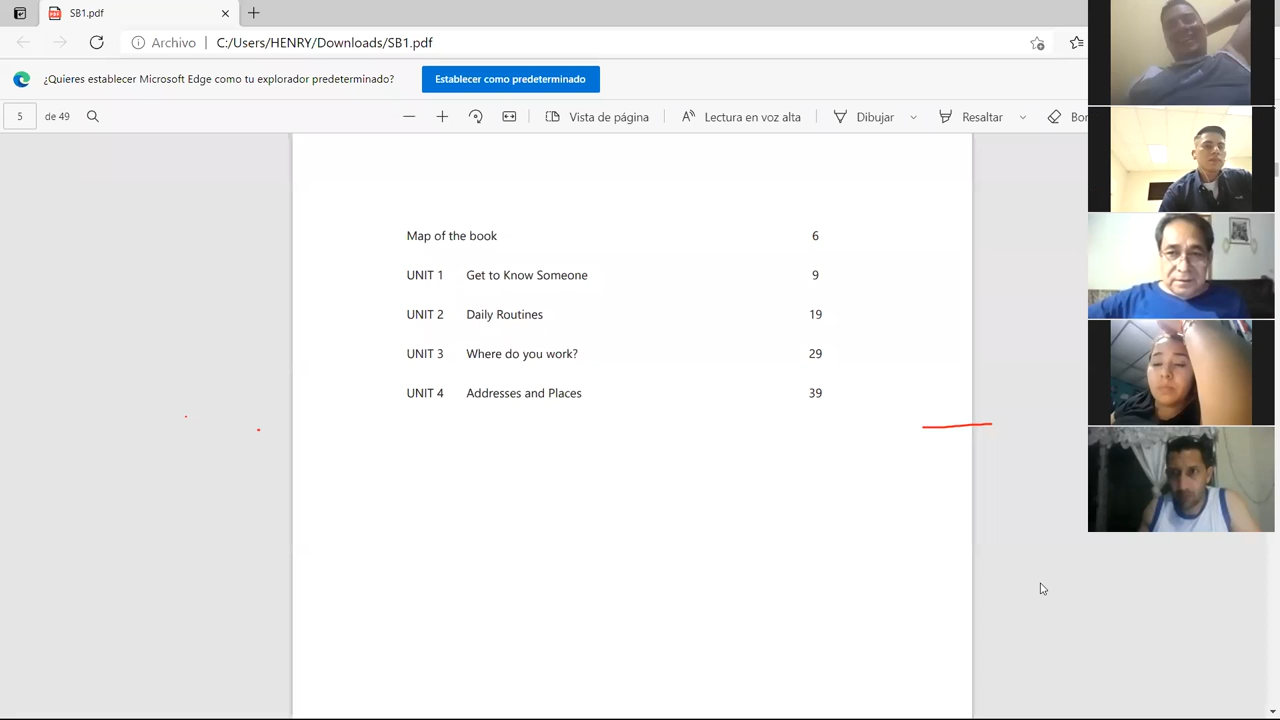 SB1.pdf
Archivo C:/Users/HENRY/Downloads/SB1.pdf
¿Quieres establecer Microsoft Edge como tu explorador predeterminado? Establecer como predeterminado
5 de 49 Vista de página Lectura en voz alta Dibujar Resaltar Bor
Map of the book 6
UNIT 1 Get to Know Someone 9
UNIT 2 Daily Routines 19
UNIT 3 Where do you work? 29
UNIT 4 Addresses and Places 39